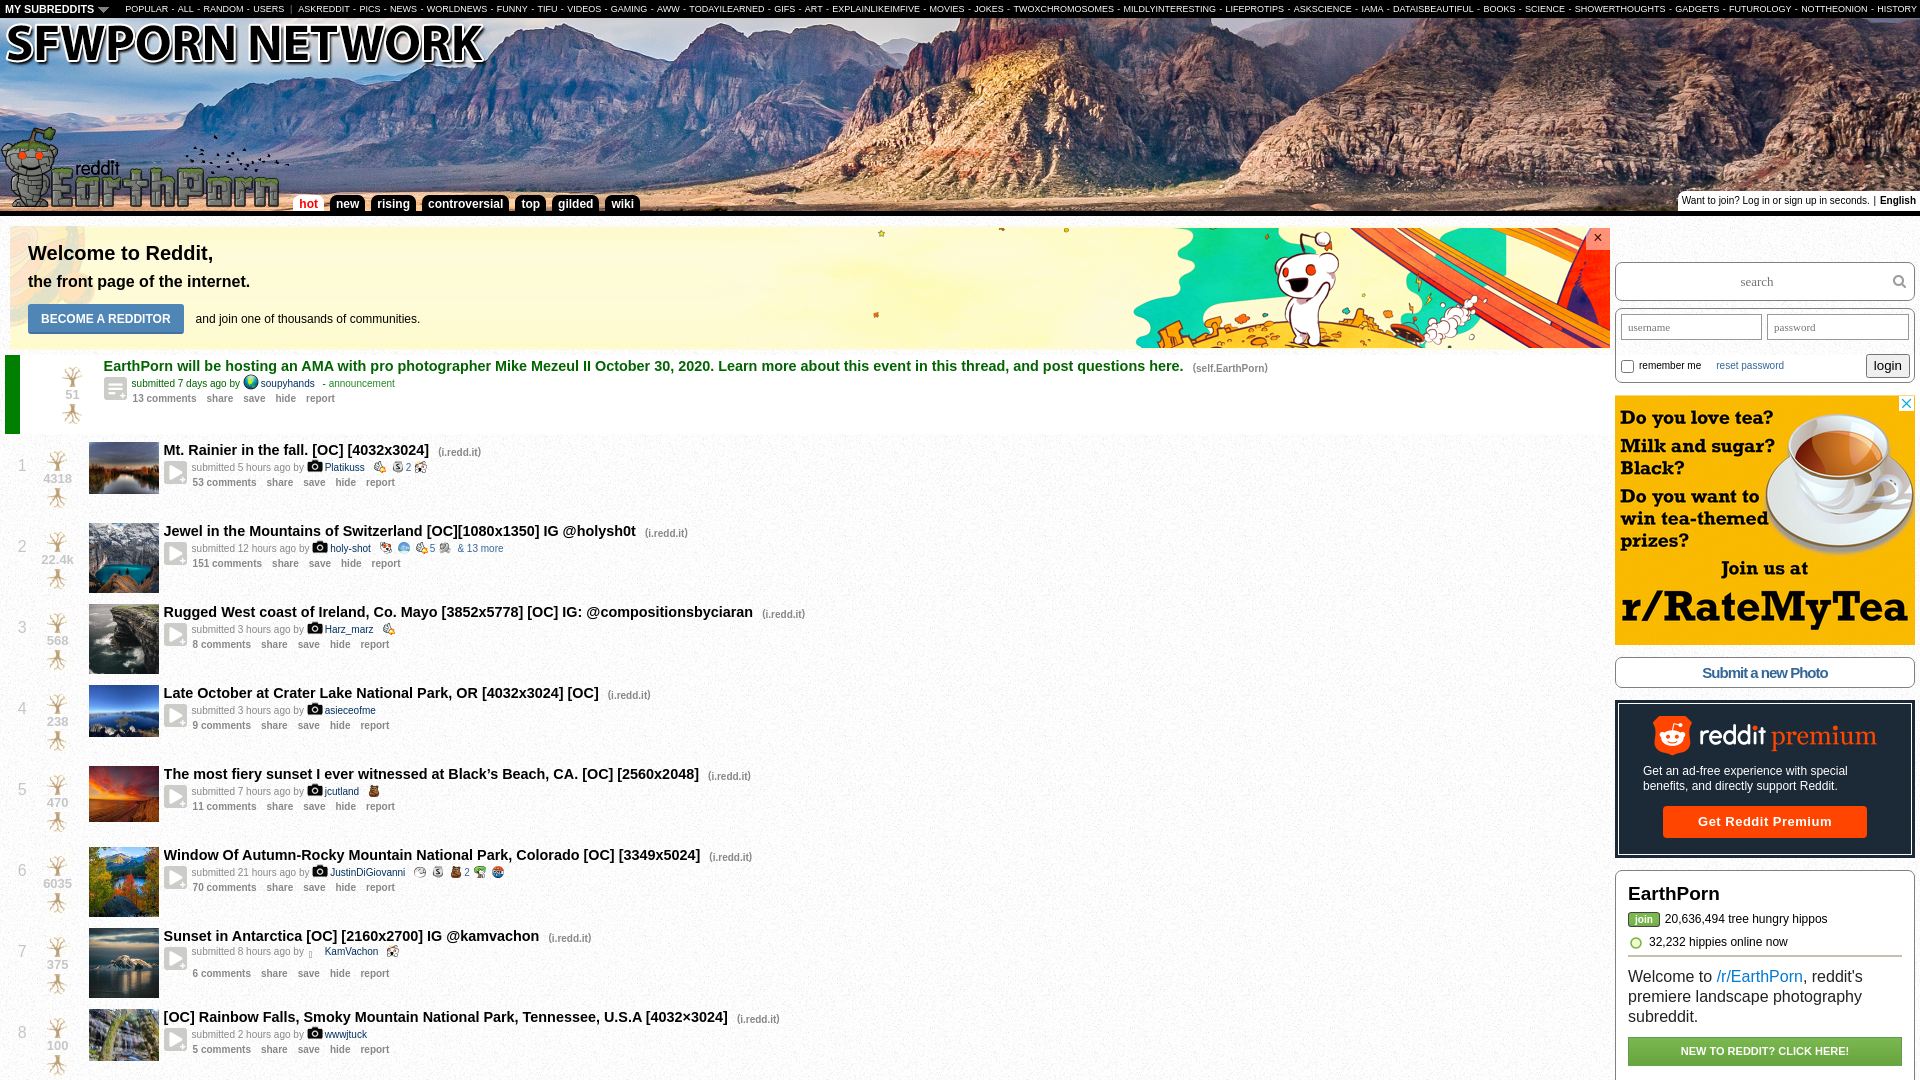 MY SUBREDDITS POPULAR - ALL - RANDOM - USERS | ASKREDDIT - PICS - NEWS - WORLDNEWS - FUNNY - TIFU - VIDEOS - GAMING - AWW - TODAYILEARNED - GIFS - ART - EXPLAINLIKEIMFIVE - MOVIES - JOKES - TWOXCHROMOSOMES - MILDLYINTERESTING - LIFEPROTIPS - ASKSCIENCE - IAMA - DATAISBEAUTIFUL - BOOKS - SCIENCE - SHOWERTHOUGHTS - GADGETS - FUTUROLOGY - NOTTHEONION - HISTORY
SFWPORN NETWORK
reddit
EarthPorn
hot new rising controversial top gilded wiki
Want to join? Log in or sign up in seconds. | English
Welcome to Reddit,
the front page of the internet.
BECOME A REDDITOR and join one of thousands of communities.
×
EarthPorn will be hosting an AMA with pro photographer Mike Mezeul II October 30, 2020. Learn more about this event in this thread, and post questions here. (self.EarthPorn)
51
submitted 7 days ago by soupyhands - announcement
13 comments share save hide report
1
4318
Mt. Rainier in the fall. [OC] [4032x3024] (i.redd.it)
submitted 5 hours ago by Platikuss 2
53 comments share save hide report
2
22.4k
Jewel in the Mountains of Switzerland [OC][1080x1350] IG @holysh0t (i.redd.it)
submitted 12 hours ago by holy-shot 5 & 13 more
151 comments share save hide report
3
568
Rugged West coast of Ireland, Co. Mayo [3852x5778] [OC] IG: @compositionsbyciaran (i.redd.it)
submitted 3 hours ago by Harz_marz
8 comments share save hide report
4
238
Late October at Crater Lake National Park, OR [4032x3024] [OC] (i.redd.it)
submitted 3 hours ago by asieceofme
9 comments share save hide report
5
470
The most fiery sunset I ever witnessed at Black’s Beach, CA. [OC] [2560x2048] (i.redd.it)
submitted 7 hours ago by jcutland
11 comments share save hide report
6
6035
Window Of Autumn-Rocky Mountain National Park, Colorado [OC] [3349x5024] (i.redd.it)
submitted 21 hours ago by JustinDiGiovanni 2
70 comments share save hide report
7
375
Sunset in Antarctica [OC] [2160x2700] IG @kamvachon (i.redd.it)
submitted 8 hours ago by KamVachon
6 comments share save hide report
8
100
[OC] Rainbow Falls, Smoky Mountain National Park, Tennessee, U.S.A [4032×3024] (i.redd.it)
submitted 2 hours ago by wwwjtuck
5 comments share save hide report
search
username password
remember me reset password login
Do you love tea?
Milk and sugar?
Black?
Do you want to
win tea-themed
prizes?
Join us at
r/RateMyTea
Submit a new Photo
reddit premium
Get an ad-free experience with special
benefits, and directly support Reddit.
Get Reddit Premium
EarthPorn
join 20,636,494 tree hungry hippos
32,232 hippies online now
Welcome to /r/EarthPorn, reddit's
premiere landscape photography
subreddit.
NEW TO REDDIT? CLICK HERE!